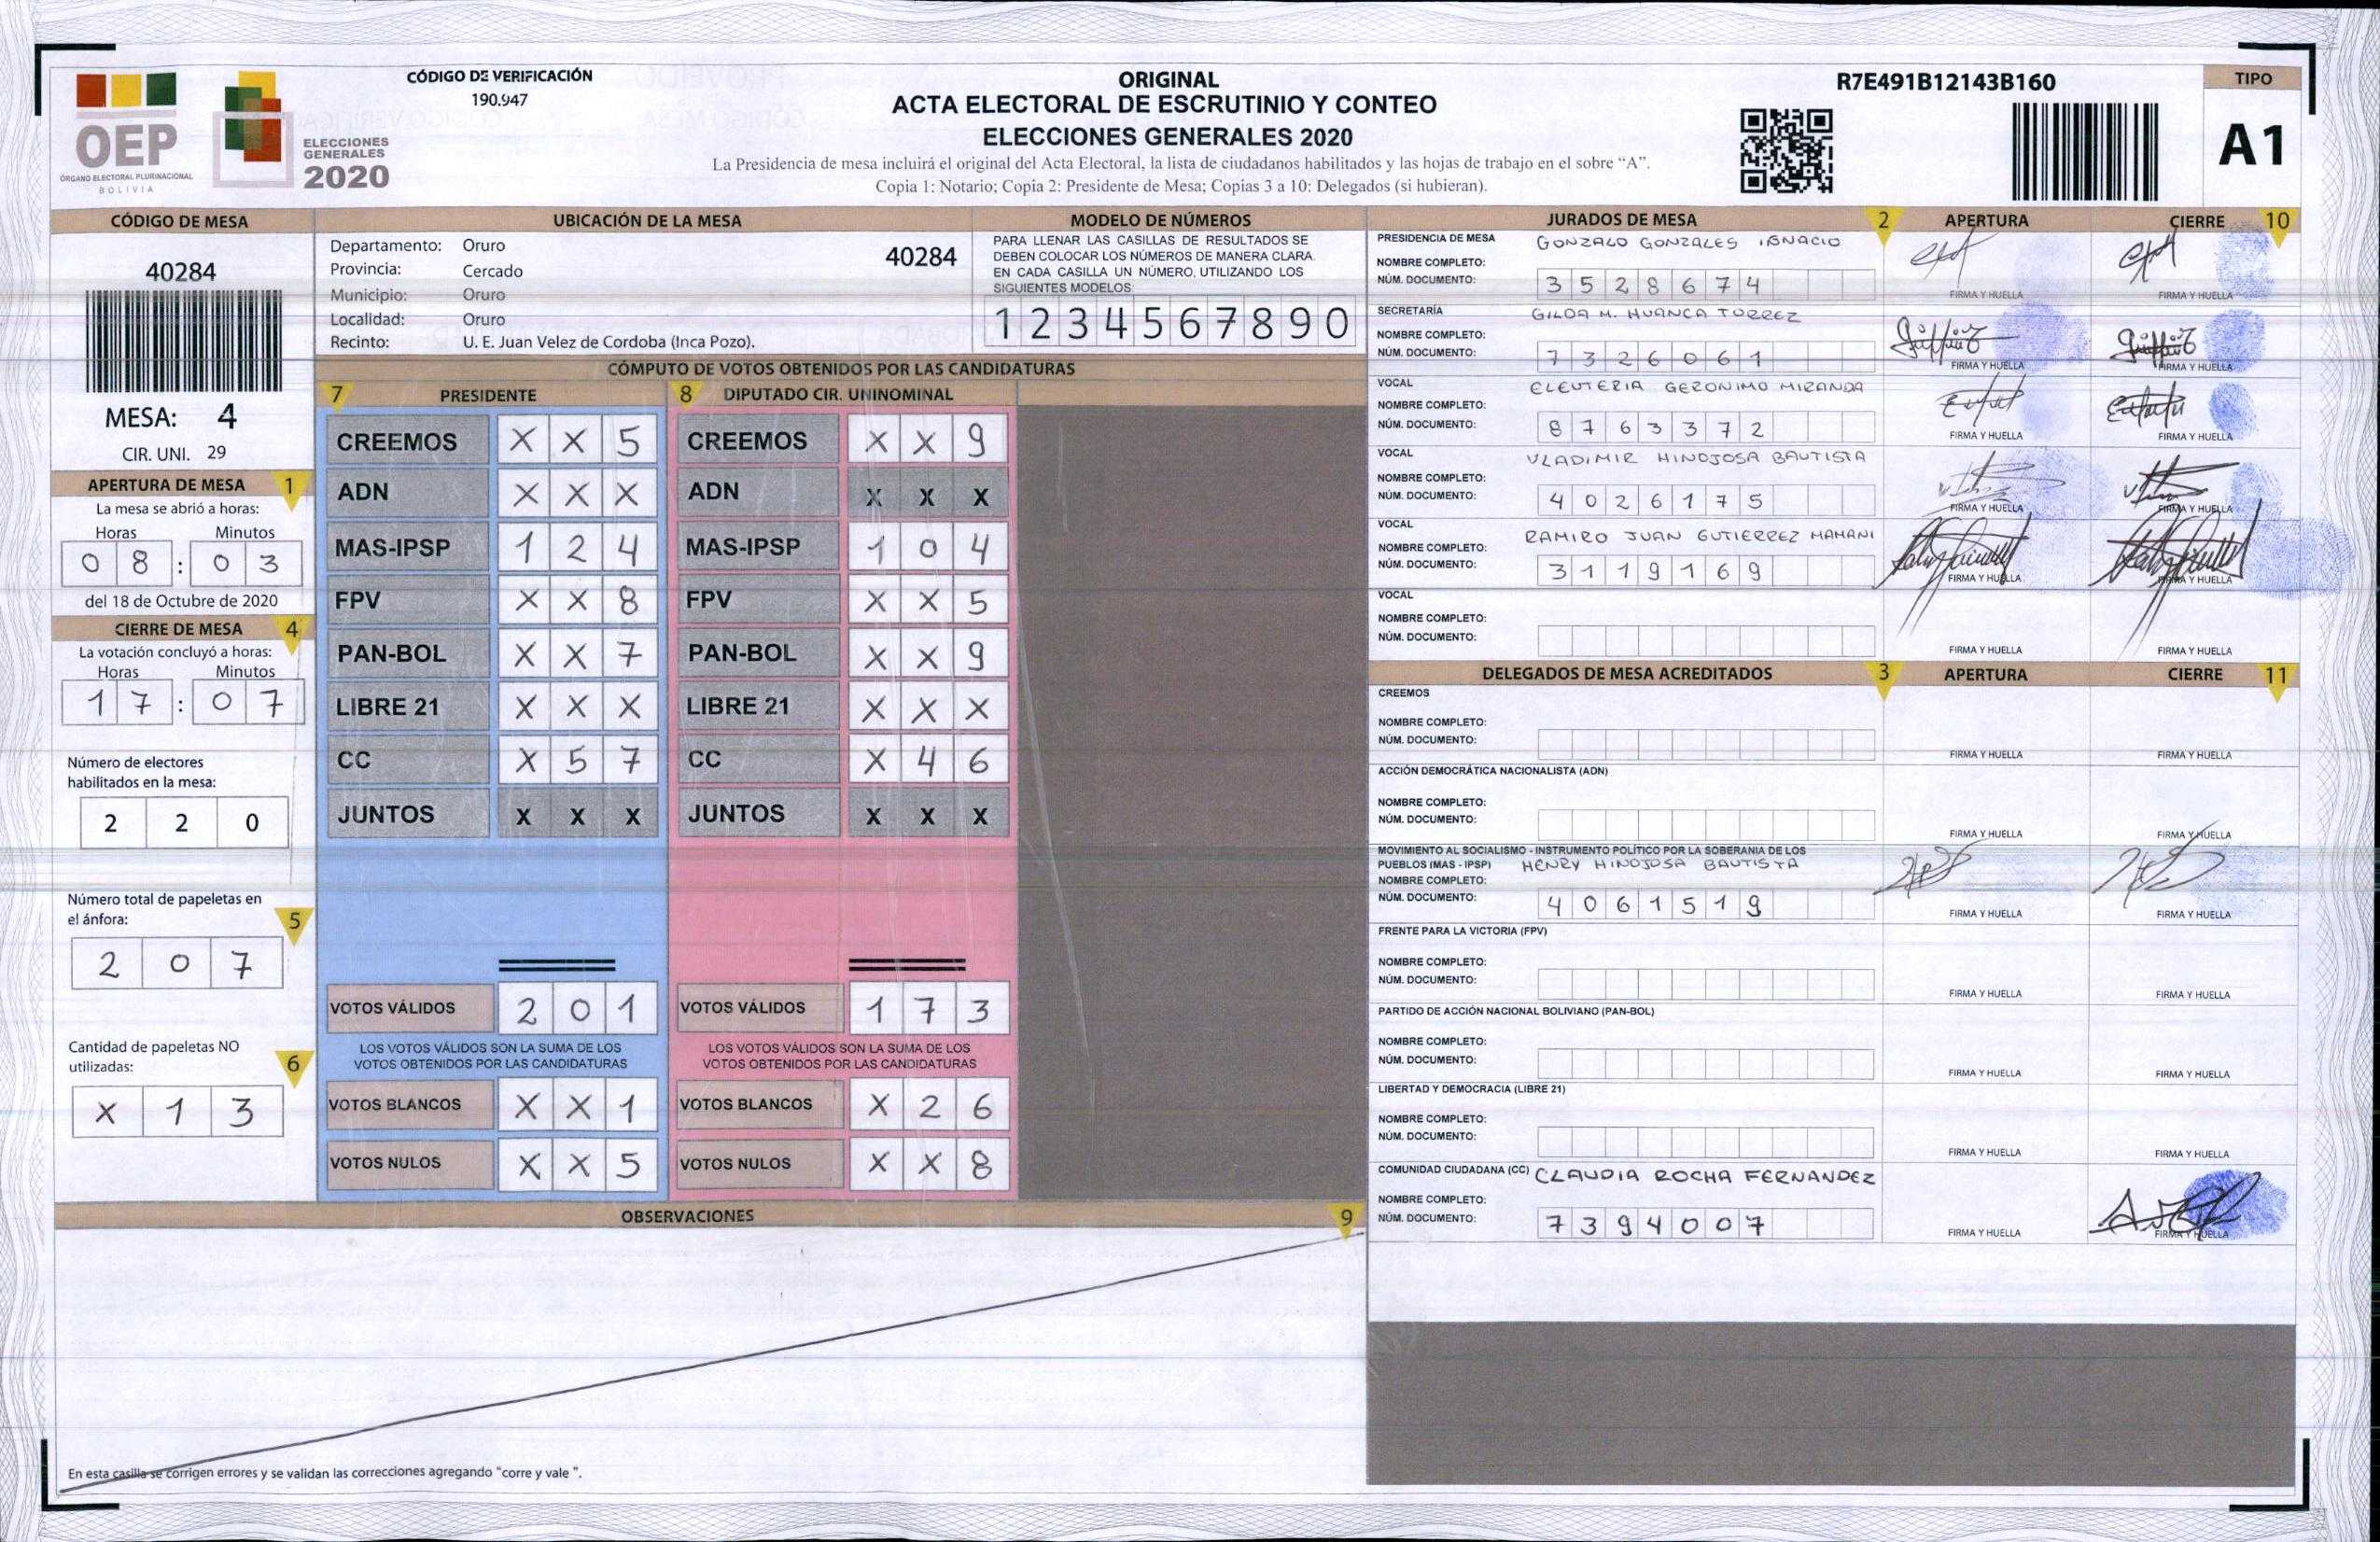 CÓDIGO DE VERIFICACIÓN
190.947
OEP
ÓRGANO ELECTORAL PLURINACIONAL
BOLIVIA
ELECCIONES
GENERALES
2020
ORIGINAL
ACTA ELECTORAL DE ESCRUTINIO Y CONTEO
ELECCIONES GENERALES 2020
La Presidencia de mesa incluirá el original del Acta Electoral, la lista de ciudadanos habilitados y las hojas de trabajo en el sobre “A”.
Copia 1: Notario; Copia 2: Presidente de Mesa; Copias 3 a 10: Delegados (si hubieran).
R7E491B12143B160
TIPO
A1
CÓDIGO DE MESA
40284
MESA: 4
CIR. UNI. 29
APERTURA DE MESA 1
La mesa se abrió a horas:
Horas Minutos
0 8 : 0 3
del 18 de Octubre de 2020
CIERRE DE MESA 4
La votación concluyó a horas:
Horas Minutos
1 7 : 0 7
Número de electores
habilitados en la mesa:
2 2 0
Número total de papeletas en
el ánfora: 5
2 0 7
Cantidad de papeletas NO
utilizadas: 6
X 1 3
UBICACIÓN DE LA MESA
Departamento: Oruro
40284
Provincia: Cercado
Municipio: Oruro
Localidad: Oruro
Recinto: U. E. Juan Velez de Cordoba (Inca Pozo).
MODELO DE NÚMEROS
PARA LLENAR LAS CASILLAS DE RESULTADOS SE
DEBEN COLOCAR LOS NÚMEROS DE MANERA CLARA.
EN CADA CASILLA UN NÚMERO, UTILIZANDO LOS
SIGUIENTES MODELOS:
1 2 3 4 5 6 7 8 9 0
CÓMPUTO DE VOTOS OBTENIDOS POR LAS CANDIDATURAS
7 PRESIDENTE 8 DIPUTADO CIR. UNINOMINAL
CREEMOS X X 5 CREEMOS X X 9
ADN X X X ADN X X X
MAS-IPSP 1 2 4 MAS-IPSP 1 0 4
FPV X X 8 FPV X X 5
PAN-BOL X X 7 PAN-BOL X X 9
LIBRE 21 X X X LIBRE 21 X X X
CC X 5 7 CC X 4 6
JUNTOS X X X JUNTOS X X X
VOTOS VÁLIDOS 2 0 1 VOTOS VÁLIDOS 1 7 3
LOS VOTOS VÁLIDOS SON LA SUMA DE LOS LOS VOTOS VÁLIDOS SON LA SUMA DE LOS
VOTOS OBTENIDOS POR LAS CANDIDATURAS VOTOS OBTENIDOS POR LAS CANDIDATURAS
VOTOS BLANCOS X X 1 VOTOS BLANCOS X 2 6
VOTOS NULOS X X 5 VOTOS NULOS X X 8
OBSERVACIONES 9
En esta casilla se corrigen errores y se validan las correcciones agregando “corre y vale ”.
JURADOS DE MESA 2 APERTURA CIERRE 10
PRESIDENCIA DE MESA GONZALO GONZALES IGNACIO
NOMBRE COMPLETO:
NÚM. DOCUMENTO: 3 5 2 8 6 7 4
FIRMA Y HUELLA FIRMA Y HUELLA
SECRETARÍA GILDA M. HUANCA TORREZ
NOMBRE COMPLETO:
NÚM. DOCUMENTO: 7 3 2 6 0 6 1
FIRMA Y HUELLA FIRMA Y HUELLA
VOCAL ELEUTERIA GERONIMO MIRANDA
NOMBRE COMPLETO:
NÚM. DOCUMENTO: 8 7 6 3 3 7 2
FIRMA Y HUELLA FIRMA Y HUELLA
VOCAL VLADIMIR HINOJOSA BAUTISTA
NOMBRE COMPLETO:
NÚM. DOCUMENTO: 4 0 2 6 1 7 5
FIRMA Y HUELLA FIRMA Y HUELLA
VOCAL RAMIRO JUAN GUTIERREZ MAMANI
NOMBRE COMPLETO:
NÚM. DOCUMENTO: 3 1 1 9 1 6 9
FIRMA Y HUELLA FIRMA Y HUELLA
VOCAL
NOMBRE COMPLETO:
NÚM. DOCUMENTO:
FIRMA Y HUELLA FIRMA Y HUELLA
DELEGADOS DE MESA ACREDITADOS 3 APERTURA CIERRE 11
CREEMOS
NOMBRE COMPLETO:
NÚM. DOCUMENTO:
FIRMA Y HUELLA FIRMA Y HUELLA
ACCIÓN DEMOCRÁTICA NACIONALISTA (ADN)
NOMBRE COMPLETO:
NÚM. DOCUMENTO:
FIRMA Y HUELLA FIRMA Y HUELLA
MOVIMIENTO AL SOCIALISMO - INSTRUMENTO POLÍTICO POR LA SOBERANIA DE LOS
PUEBLOS (MAS - IPSP) HENRY HINOJOSA BAUTISTA
NOMBRE COMPLETO:
NÚM. DOCUMENTO: 4 0 6 1 5 1 9
FIRMA Y HUELLA FIRMA Y HUELLA
FRENTE PARA LA VICTORIA (FPV)
NOMBRE COMPLETO:
NÚM. DOCUMENTO:
FIRMA Y HUELLA FIRMA Y HUELLA
PARTIDO DE ACCIÓN NACIONAL BOLIVIANO (PAN-BOL)
NOMBRE COMPLETO:
NÚM. DOCUMENTO:
FIRMA Y HUELLA FIRMA Y HUELLA
LIBERTAD Y DEMOCRACIA (LIBRE 21)
NOMBRE COMPLETO:
NÚM. DOCUMENTO:
FIRMA Y HUELLA FIRMA Y HUELLA
COMUNIDAD CIUDADANA (CC) CLAUDIA ROCHA FERNANDEZ
NOMBRE COMPLETO:
NÚM. DOCUMENTO: 7 3 9 4 0 0 7
FIRMA Y HUELLA FIRMA Y HUELLA